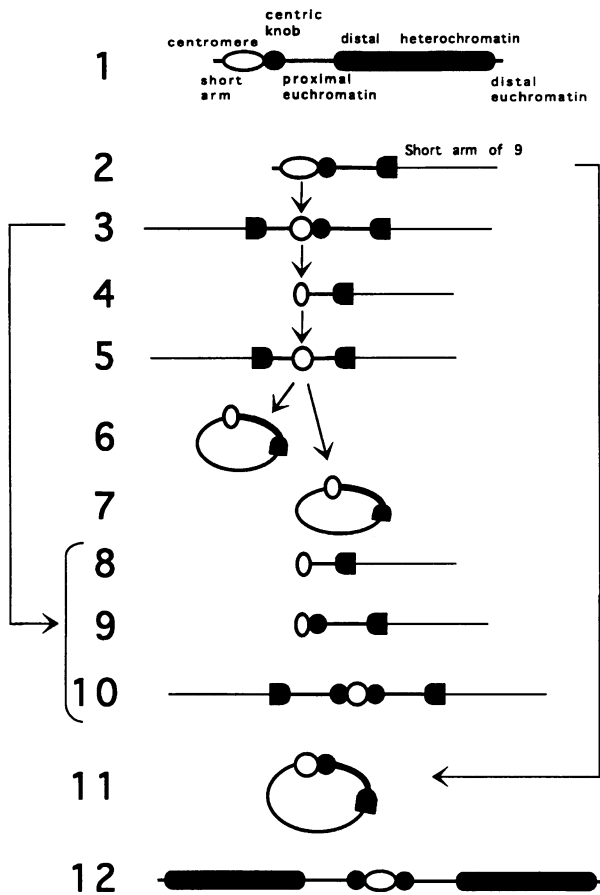 centric
knob
centromere
distal heterochromatin
1
short
arm
proximal
euchromatin
distal
euchromatin
2
Short arm of 9
3
4
5
6
7
8
9
10
11
12